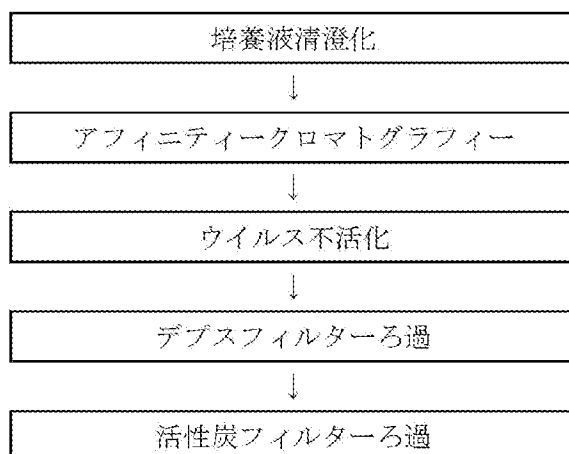 培養液清澄化
↓
アフィニティークロマトグラフィー
↓
ウイルス不活化
↓
デプスフィルターろ過
↓
活性炭フィルターろ過